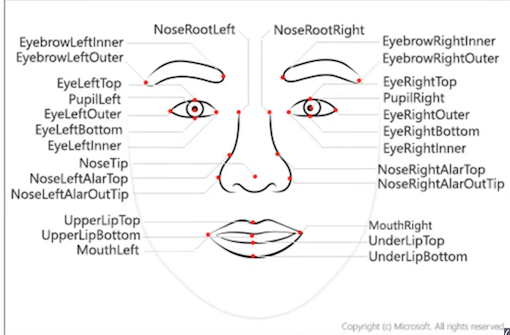 NoseRootLeft
NoseRootRight
EyebrowLeftInner
EyebrowLeftOuter
EyeLeftTop
PupilLeft
EyeLeftOuter
EyeLeftBottom
EyeLeftInner
NoseTip
NoseLeftAlarTop
NoseLeftAlarOutTip
UpperLipTop
UpperLipBottom
MouthLeft
EyebrowRightInner
EyebrowRightOuter
EyeRightTop
PupilRight
EyeRightOuter
EyeRightBottom
EyeRightInner
NoseRightAlarTop
NoseRightAlarOutTip
MouthRight
UnderLipTop
UnderLipBottom
Copyright (c) Microsoft. All rights reserved